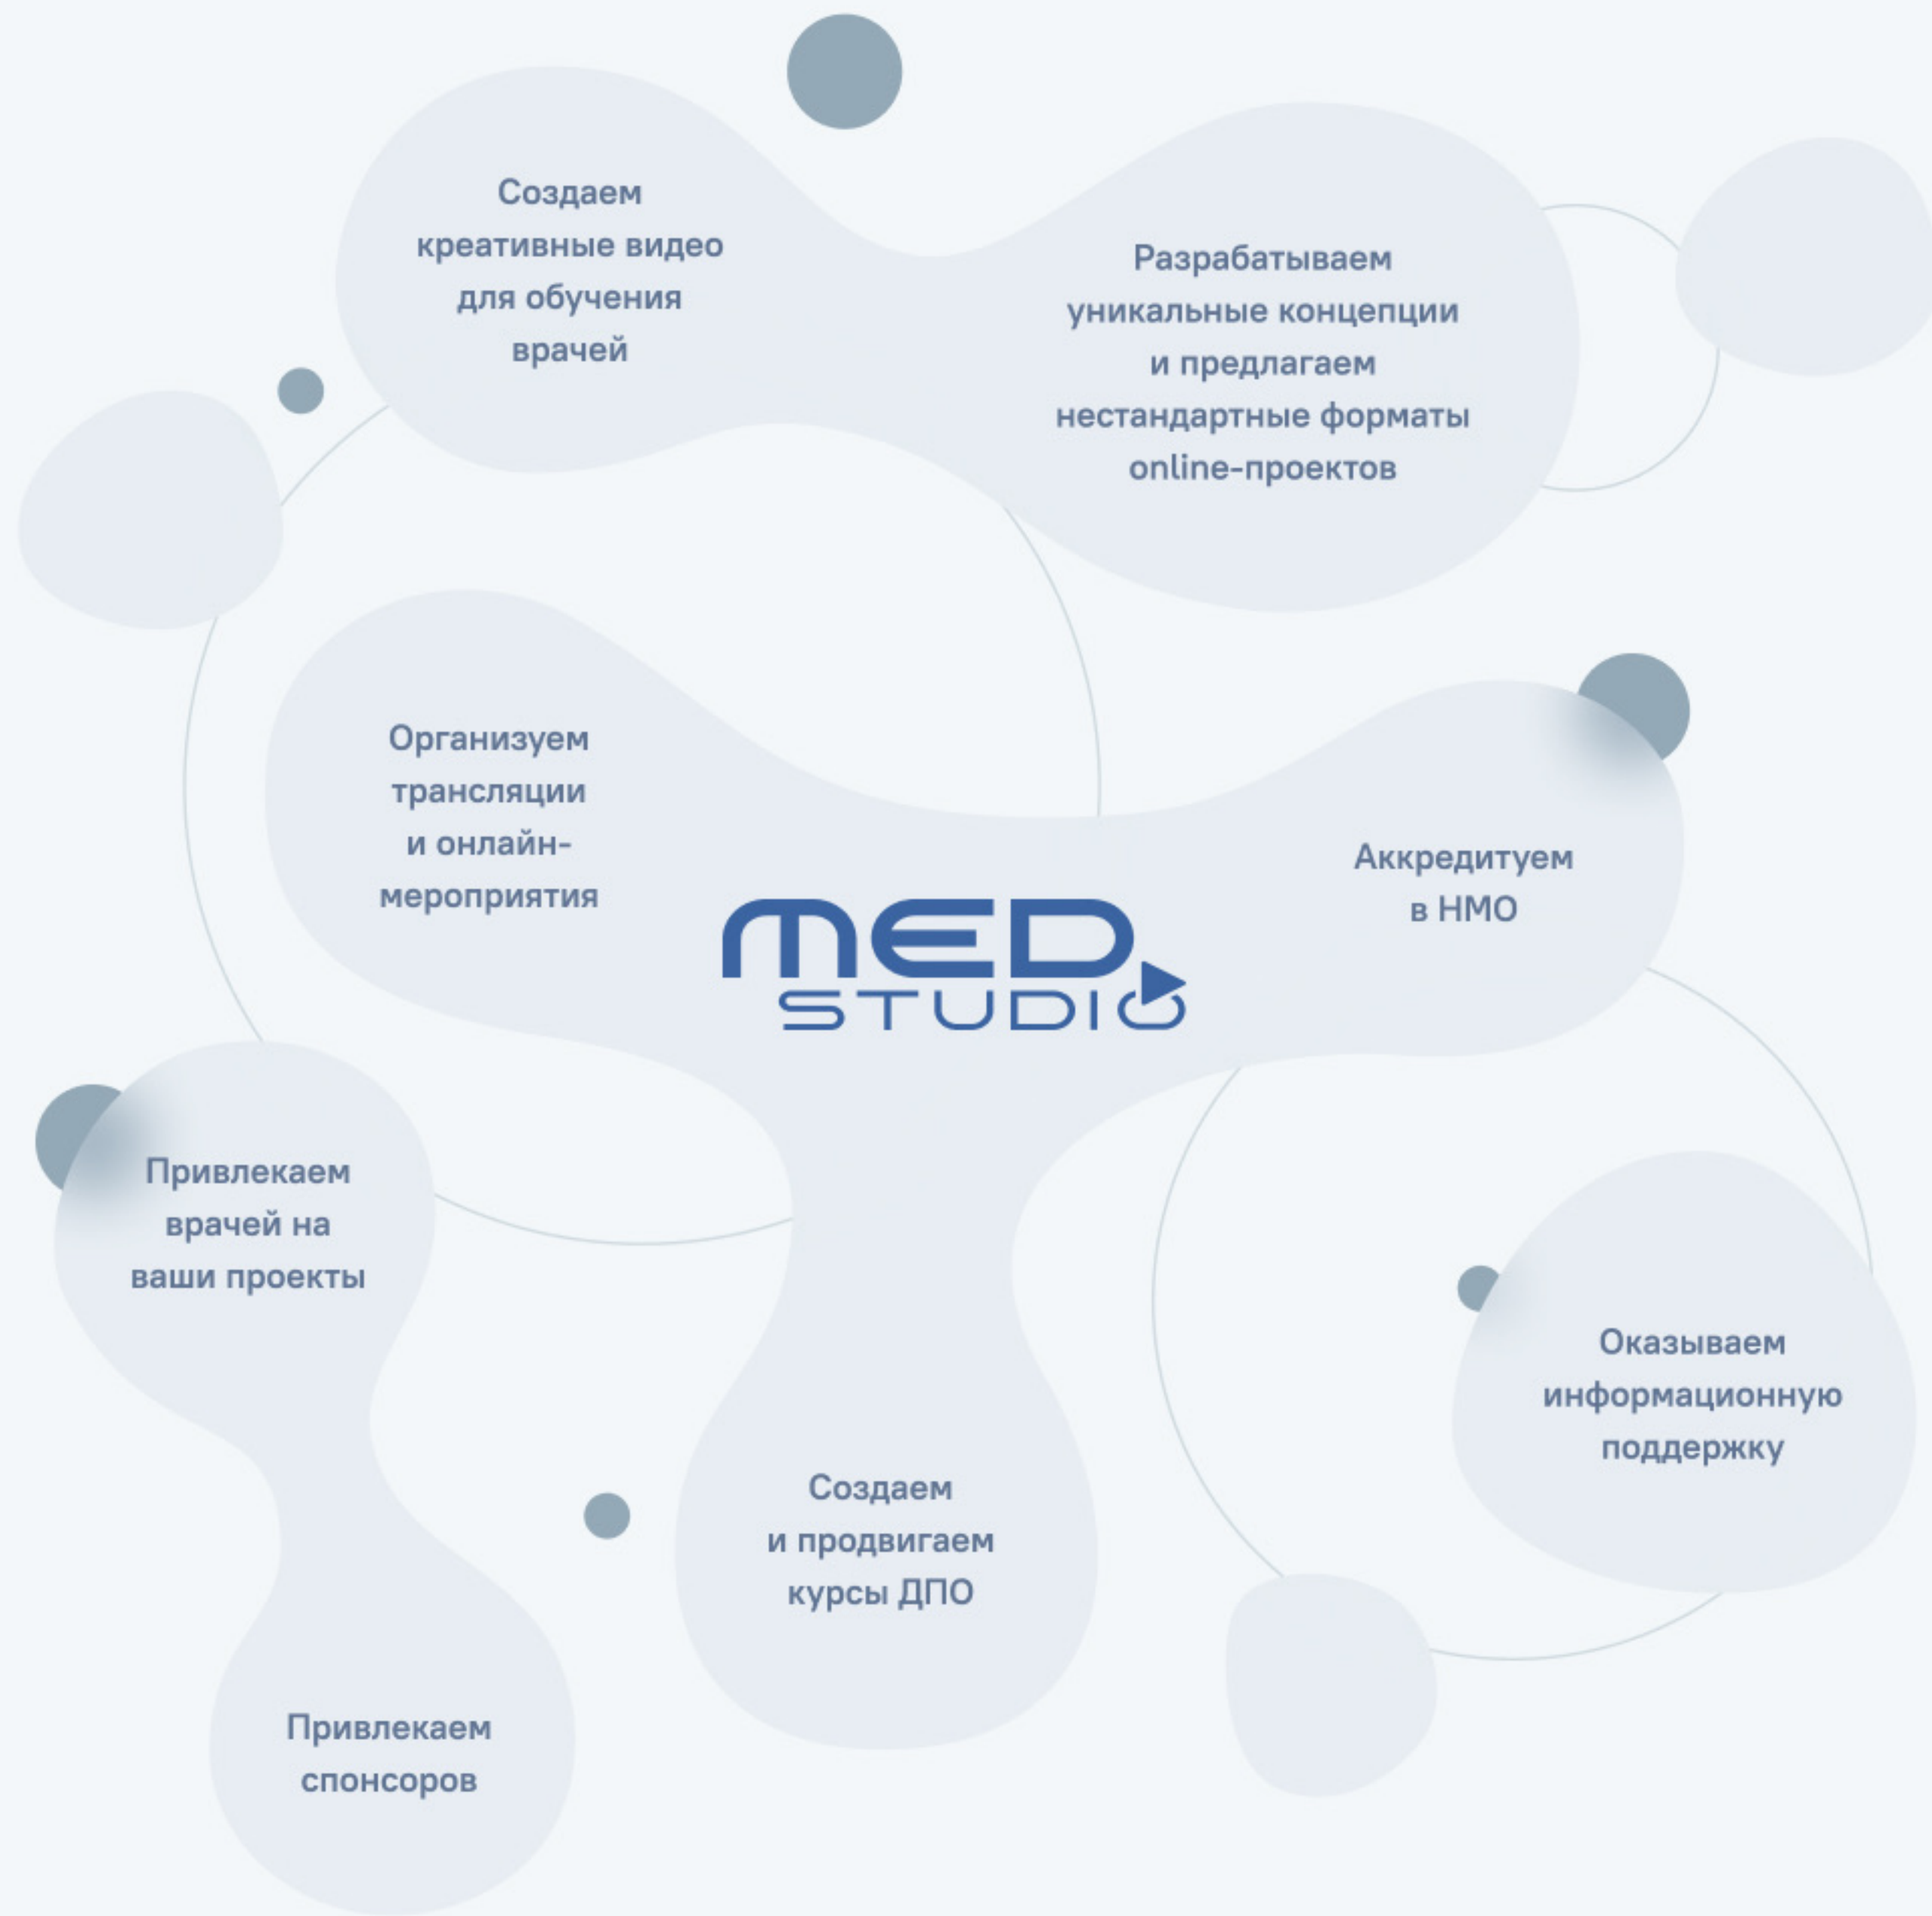 Создаем
креативные видео
для обучения
врачей
Разрабатываем
уникальные концепции
и предлагаем
нестандартные форматы
online-проектов
Организуем
трансляции
и онлайн-
мероприятия
MED
STUDIO
Аккредитуем
в НМО
Привлекаем
врачей на
ваши проекты
Оказываем
информационную
поддержку
Создаем
и продвигаем
курсы ДПО
Привлекаем
спонсоров